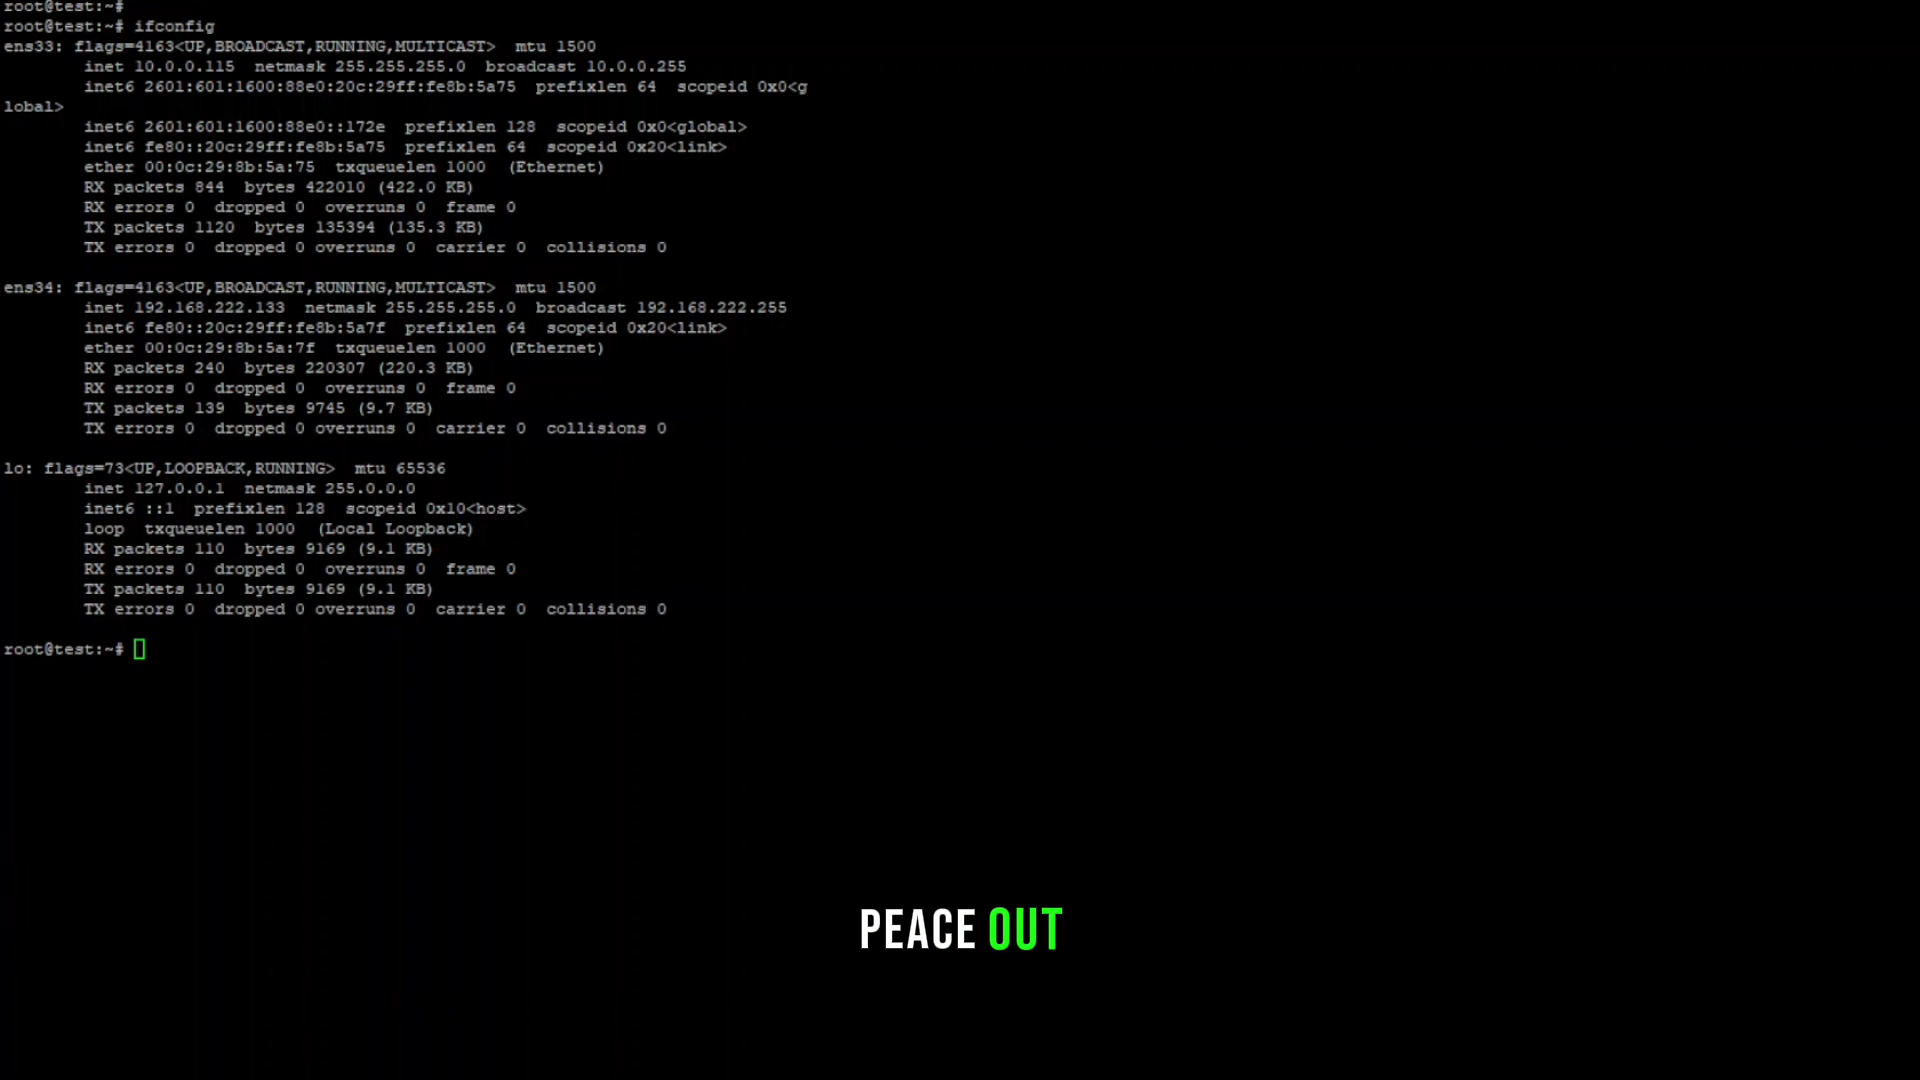 root@test:~#
root@test:~# ifconfig
ens33: flags=4163<UP,BROADCAST,RUNNING,MULTICAST>  mtu 1500
        inet 10.0.0.115  netmask 255.255.255.0  broadcast 10.0.0.255
        inet6 2601:601:1600:88e0:20c:29ff:fe8b:5a75  prefixlen 64  scopeid 0x0<g
lobal>
        inet6 2601:601:1600:88e0::172e  prefixlen 128  scopeid 0x0<global>
        inet6 fe80::20c:29ff:fe8b:5a75  prefixlen 64  scopeid 0x20<link>
        ether 00:0c:29:8b:5a:75  txqueuelen 1000  (Ethernet)
        RX packets 844  bytes 422010 (422.0 KB)
        RX errors 0  dropped 0  overruns 0  frame 0
        TX packets 1120  bytes 135394 (135.3 KB)
        TX errors 0  dropped 0 overruns 0  carrier 0  collisions 0

ens34: flags=4163<UP,BROADCAST,RUNNING,MULTICAST>  mtu 1500
        inet 192.168.222.133  netmask 255.255.255.0  broadcast 192.168.222.255
        inet6 fe80::20c:29ff:fe8b:5a7f  prefixlen 64  scopeid 0x20<link>
        ether 00:0c:29:8b:5a:7f  txqueuelen 1000  (Ethernet)
        RX packets 240  bytes 220307 (220.3 KB)
        RX errors 0  dropped 0  overruns 0  frame 0
        TX packets 139  bytes 9745 (9.7 KB)
        TX errors 0  dropped 0 overruns 0  carrier 0  collisions 0

lo: flags=73<UP,LOOPBACK,RUNNING>  mtu 65536
        inet 127.0.0.1  netmask 255.0.0.0
        inet6 ::1  prefixlen 128  scopeid 0x10<host>
        loop  txqueuelen 1000  (Local Loopback)
        RX packets 110  bytes 9169 (9.1 KB)
        RX errors 0  dropped 0  overruns 0  frame 0
        TX packets 110  bytes 9169 (9.1 KB)
        TX errors 0  dropped 0 overruns 0  carrier 0  collisions 0

root@test:~#
PEACE OUT